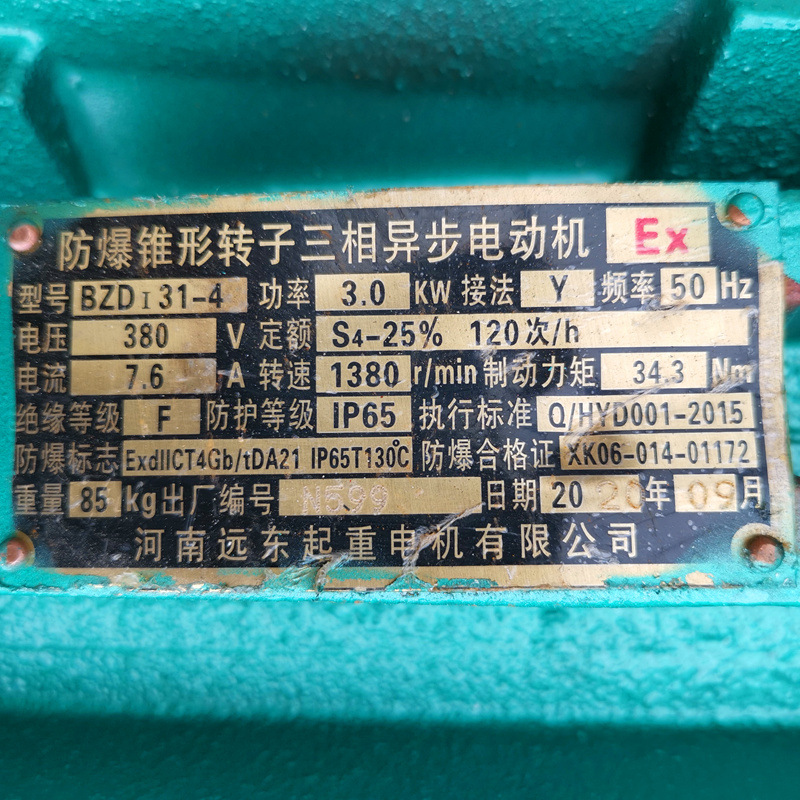 防爆锥形转子三相异步电动机 Ex
型号 BZDI31-4 功率 3.0 KW 接法 Y 频率 50 Hz
电压 380 V 定额 S4-25% 120次/h
电流 7.6 A 转速 1380 r/min 制动力矩 34.3 Nm
绝缘等级 F 防护等级 IP65 执行标准 Q/HYD001-2015
防爆标志 ExdIICT4Gb/tDA21 IP65T130℃ 防爆合格证 XK06-014-01172
重量 85 kg 出厂编号 N599 日期 2020年09月
河南远东起重电机有限公司